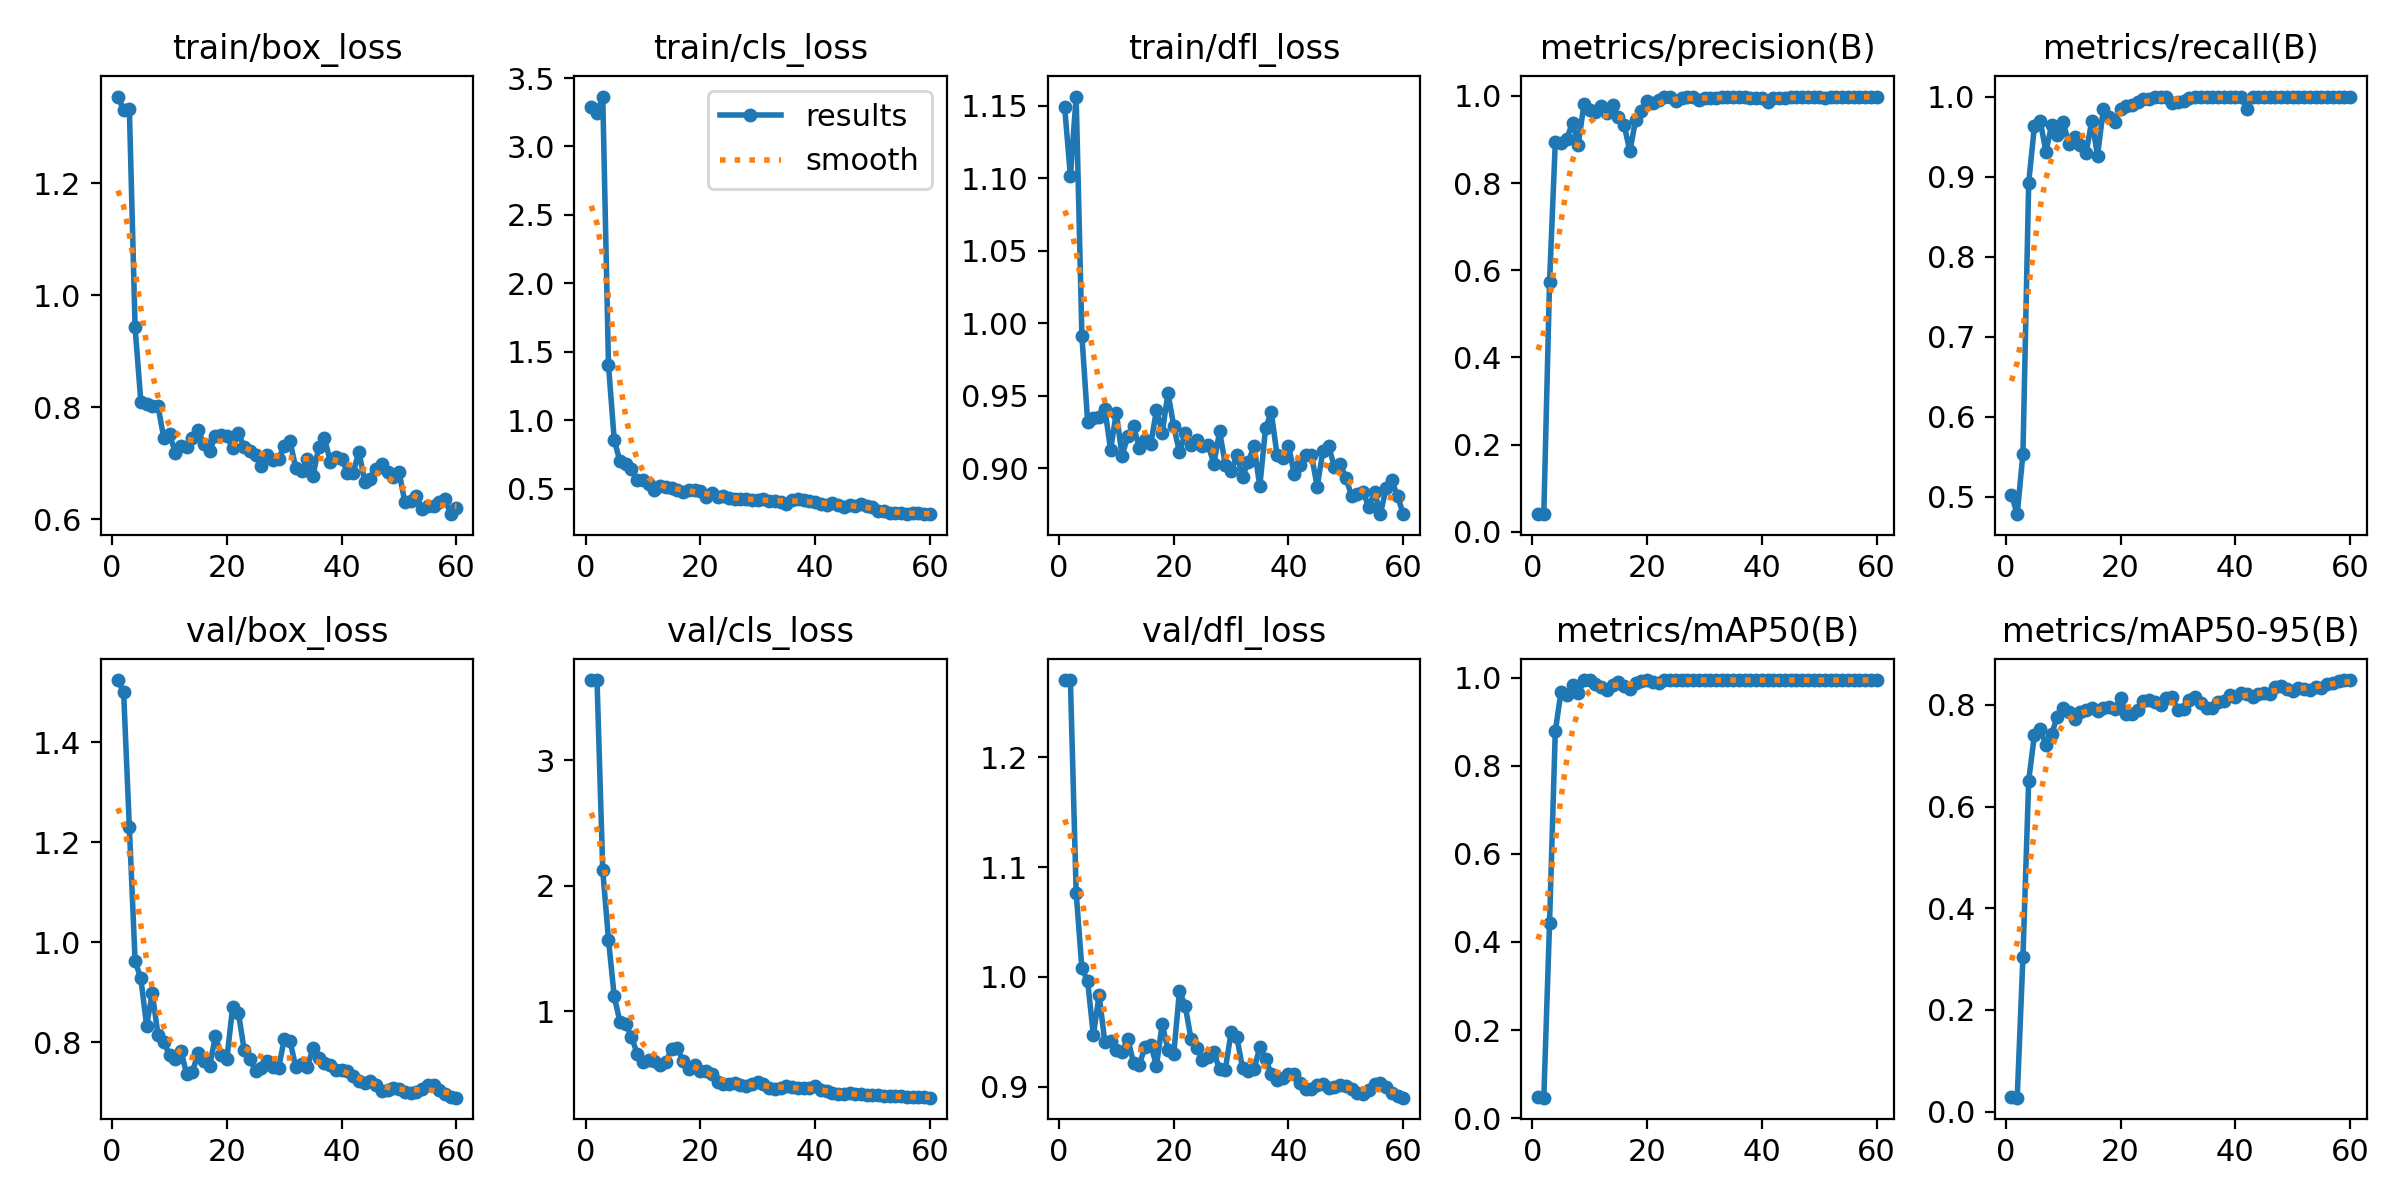 train/box_loss
1.2
1.0
0.8
0.6
0 20 40 60
train/cls_loss
results
smooth
3.5
3.0
2.5
2.0
1.5
1.0
0.5
0 20 40 60
train/dfl_loss
1.15
1.10
1.05
1.00
0.95
0.90
0 20 40 60
metrics/precision(B)
1.0
0.8
0.6
0.4
0.2
0.0
0 20 40 60
metrics/recall(B)
1.0
0.9
0.8
0.7
0.6
0.5
0 20 40 60
val/box_loss
1.4
1.2
1.0
0.8
0 20 40 60
val/cls_loss
3
2
1
0 20 40 60
val/dfl_loss
1.2
1.1
1.0
0.9
0 20 40 60
metrics/mAP50(B)
1.0
0.8
0.6
0.4
0.2
0.0
0 20 40 60
metrics/mAP50-95(B)
0.8
0.6
0.4
0.2
0.0
0 20 40 60